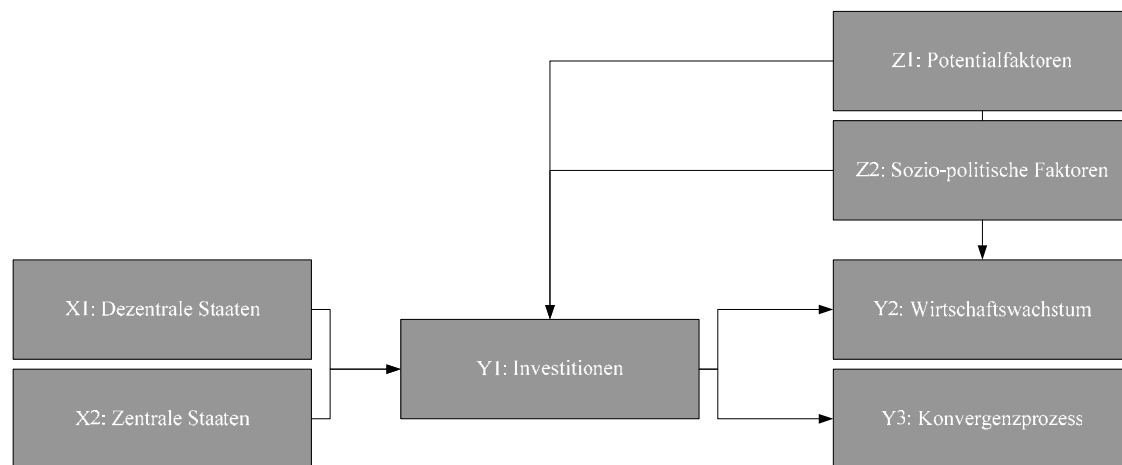 Z1: Potentialfaktoren
Z2: Sozio-politische Faktoren
X1: Dezentrale Staaten
Y2: Wirtschaftswachstum
Y1: Investitionen
X2: Zentrale Staaten
Y3: Konvergenzprozess